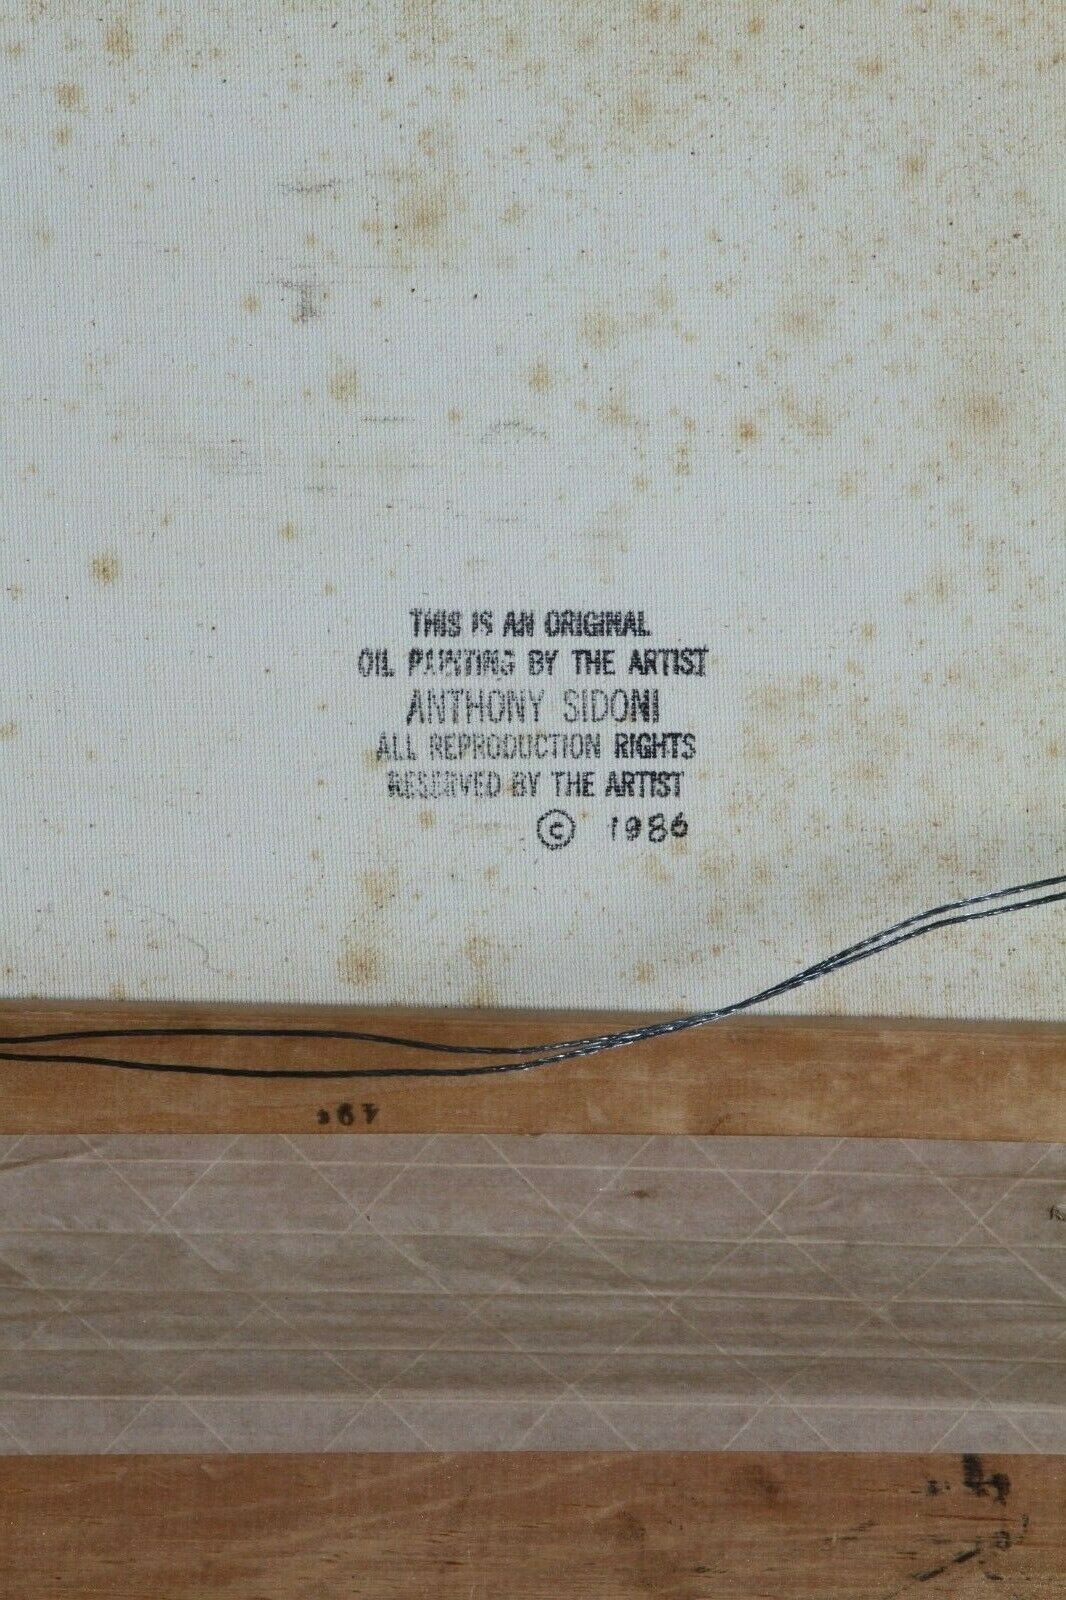 THIS IS AN ORIGINAL
OIL PAINTING BY THE ARTIST
ANTHONY SIDONI
ALL REPRODUCTION RIGHTS
RESERVED BY THE ARTIST
© 1986